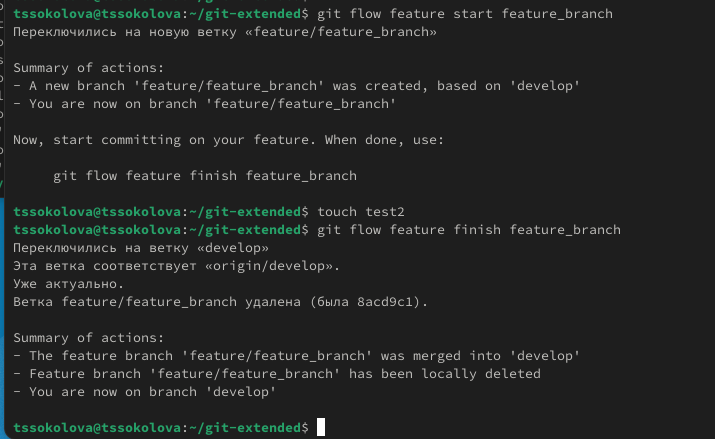 tssokolova@tssokolova:~/git-extended$ git flow feature start feature_branch
Переключились на новую ветку «feature/feature_branch»
Summary of actions:
- A new branch 'feature/feature_branch' was created, based on 'develop'
- You are now on branch 'feature/feature_branch'
Now, start committing on your feature. When done, use:
git flow feature finish feature_branch
tssokolova@tssokolova:~/git-extended$ touch test2
tssokolova@tssokolova:~/git-extended$ git flow feature finish feature_branch
Переключились на ветку «develop»
Эта ветка соответствует «origin/develop».
Уже актуально.
Ветка feature/feature_branch удалена (была 8acd9c1).
Summary of actions:
- The feature branch 'feature/feature_branch' was merged into 'develop'
- Feature branch 'feature/feature_branch' has been locally deleted
- You are now on branch 'develop'
tssokolova@tssokolova:~/git-extended$